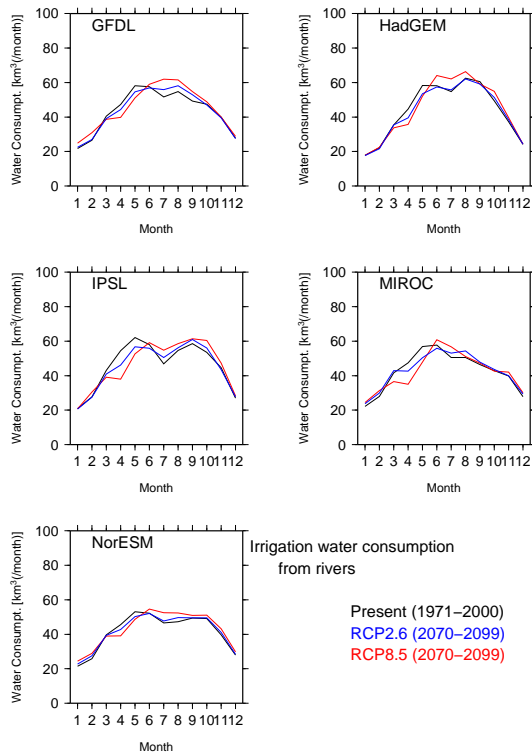 GFDL
HadGEM
Water Consumpt. [km³(/month)]
100
80
60
40
20
0
1 2 3 4 5 6 7 8 9 10 11 12
Month
Water Consumpt. [km³(/month)]
100
80
60
40
20
0
1 2 3 4 5 6 7 8 9 10 11 12
Month
IPSL
MIROC
Water Consumpt. [km³(/month)]
100
80
60
40
20
0
1 2 3 4 5 6 7 8 9 10 11 12
Month
Water Consumpt. [km³(/month)]
100
80
60
40
20
0
1 2 3 4 5 6 7 8 9 10 11 12
Month
NorESM
Water Consumpt. [km³(/month)]
100
80
60
40
20
0
1 2 3 4 5 6 7 8 9 10 11 12
Month
Irrigation water consumption
from rivers
Present (1971−2000)
RCP2.6 (2070−2099)
RCP8.5 (2070−2099)